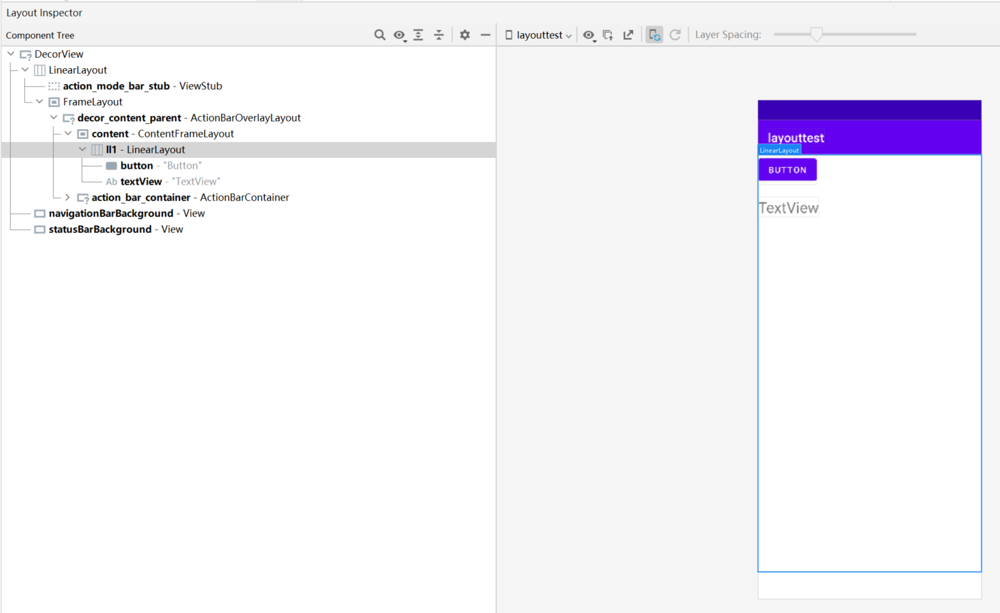 Layout Inspector
Component Tree
layouttest
Layer Spacing:
DecorView
LinearLayout
action_mode_bar_stub - ViewStub
FrameLayout
decor_content_parent - ActionBarOverlayLayout
content - ContentFrameLayout
ll1 - LinearLayout
button - "Button"
Ab textView - "TextView"
action_bar_container - ActionBarContainer
navigationBarBackground - View
statusBarBackground - View
layouttest
LinearLayout
BUTTON
TextView